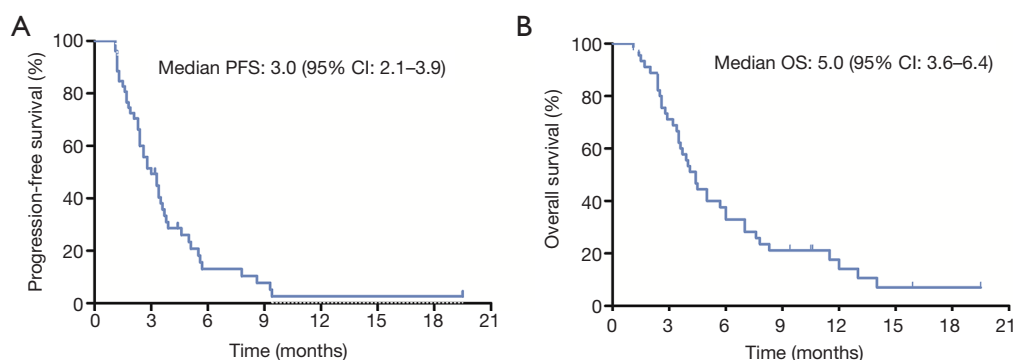 A
Progression-free survival (%)
100
80
60
40
20
0
Median PFS: 3.0 (95% CI: 2.1–3.9)
0 3 6 9 12 15 18 21
Time (months)
B
Overall survival (%)
100
80
60
40
20
0
Median OS: 5.0 (95% CI: 3.6–6.4)
0 3 6 9 12 15 18 21
Time (months)